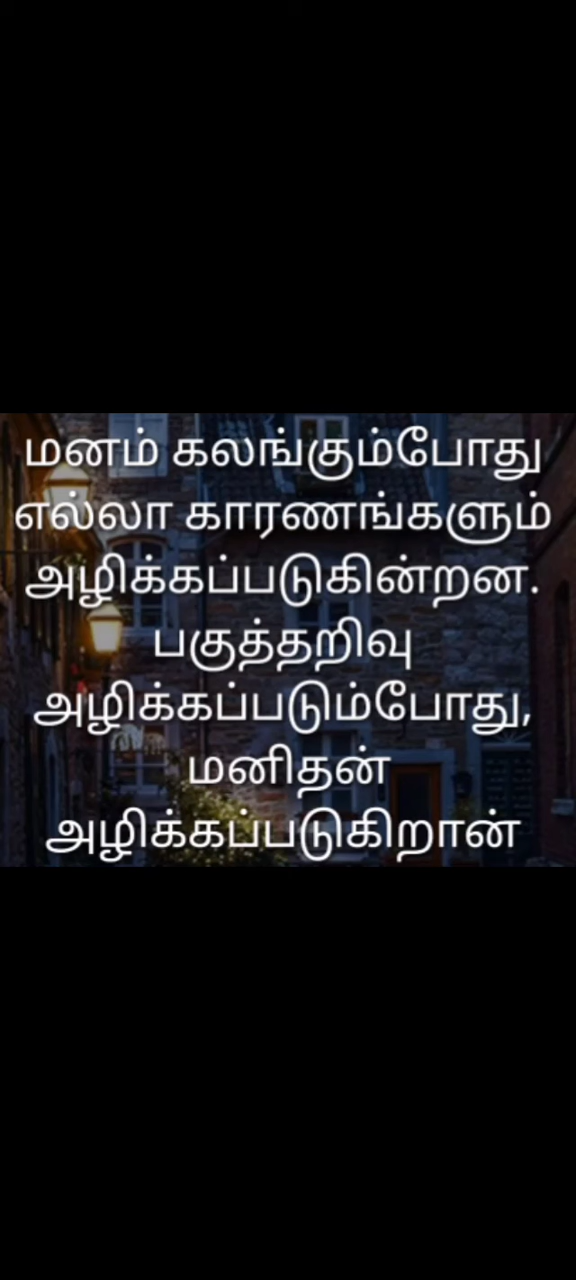 மனம் கலங்கும்போது
எல்லா காரணங்களும்
அழிக்கப்படுகின்றன.
பகுத்தறிவு
அழிக்கப்படும்போது,
மனிதன்
அழிக்கப்படுகிறான்